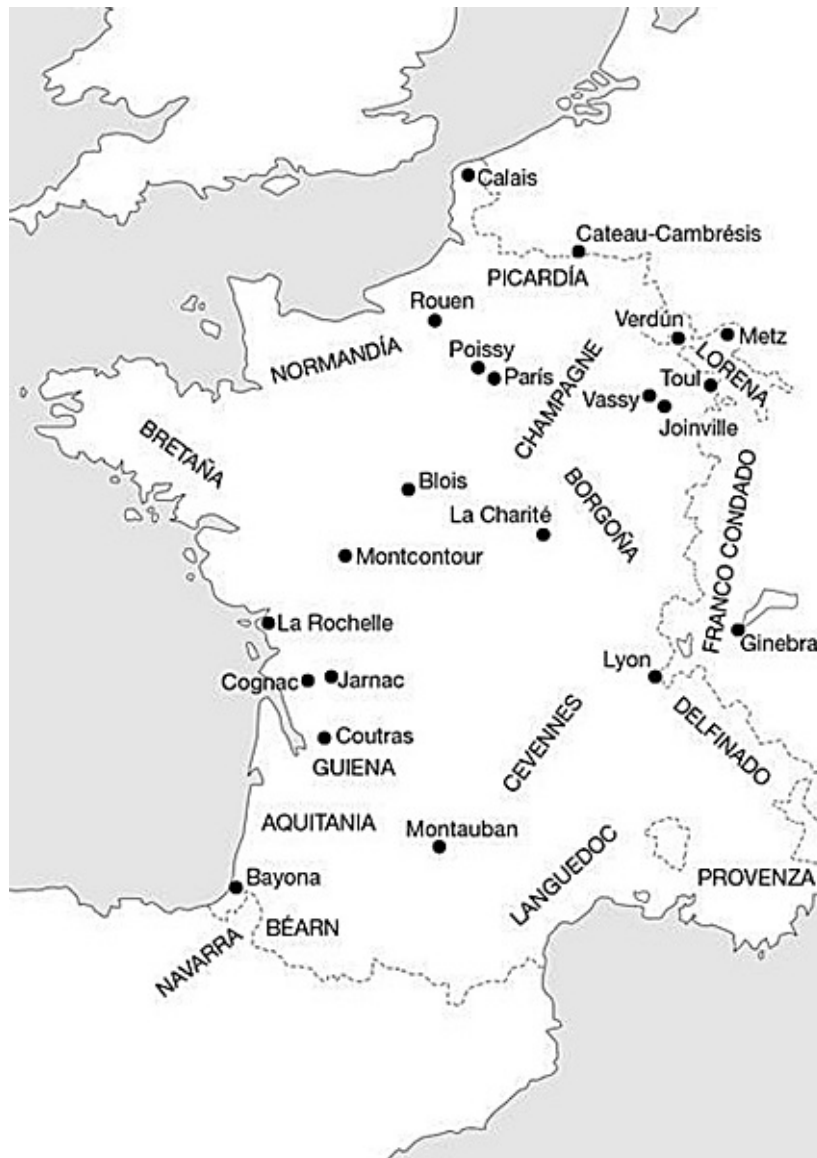 Calais
Cateau-Cambrésis
PICARDÍA
Rouen
Verdún
Metz
NORMANDÍA
Poissy
París
CHAMPAGNE
LORENA
Toul
Vassy
Joinville
BRETAÑA
Blois
La Charité
BORGOÑA
FRANCO CONDADO
Montcontour
La Rochelle
Ginebra
Lyon
Cognac
Jarnac
DELFINADO
Coutras
CEVENNES
GUIENA
AQUITANIA
Montauban
LANGUEDOC
PROVENZA
Bayona
BÉARN
NAVARRA